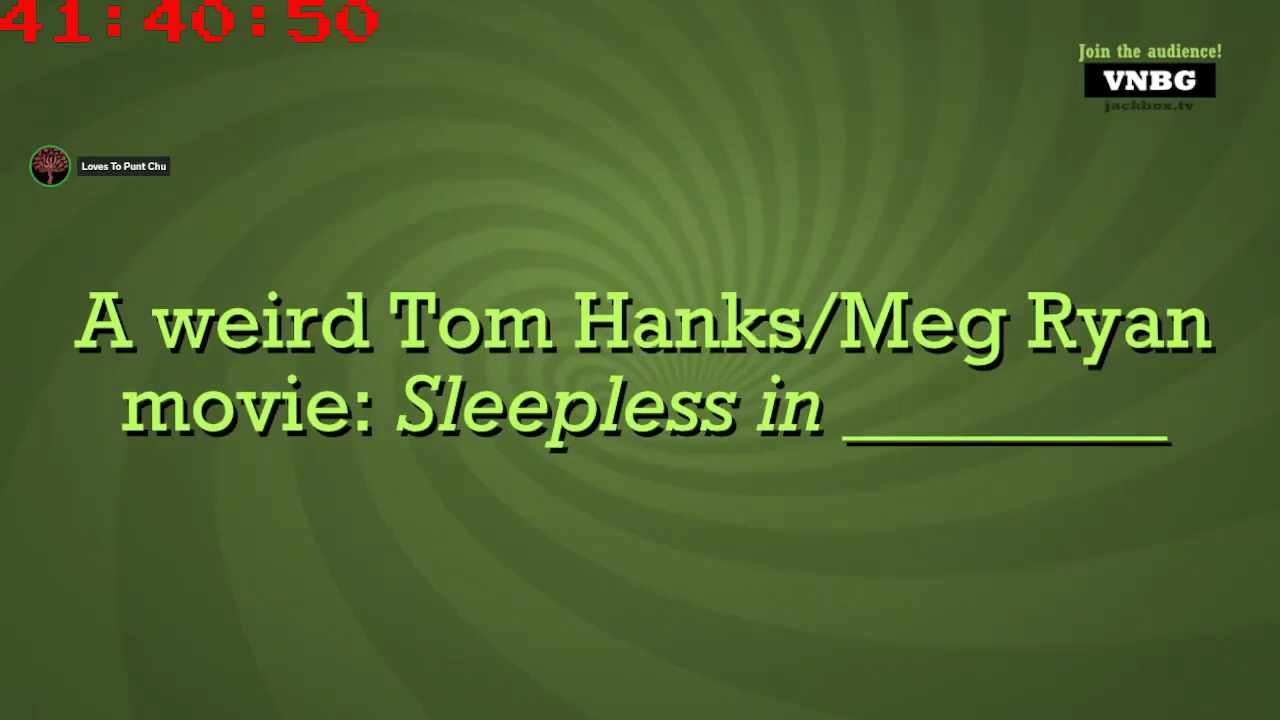 41:40:50
Join the audience!
VNBG
jackbox.tv
Loves To Punt Chu
A weird Tom Hanks/Meg Ryan
movie: Sleepless in __________